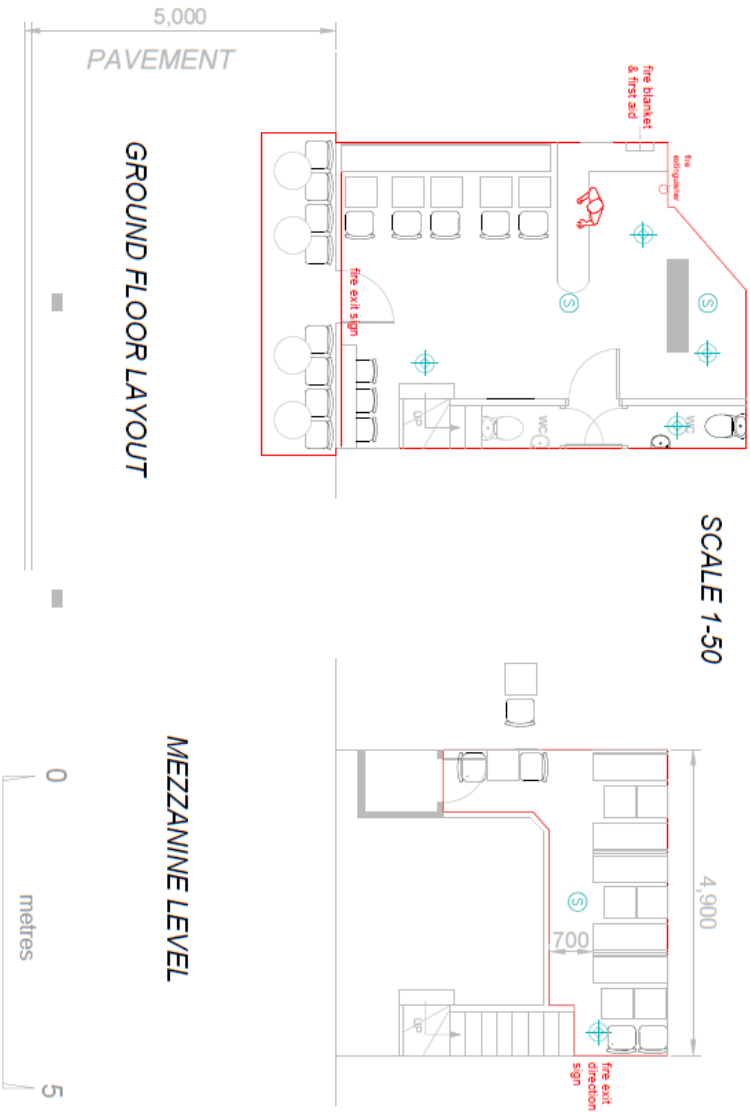 5,000
PAVEMENT
fire blanket
& first aid
fire
extinguisher
GROUND FLOOR LAYOUT
fire exit sign
S
S
UP
WC
WC
SCALE 1-50
MEZZANINE LEVEL
4,900
700
S
UP
fire exit
direction
sign
0
metres
5